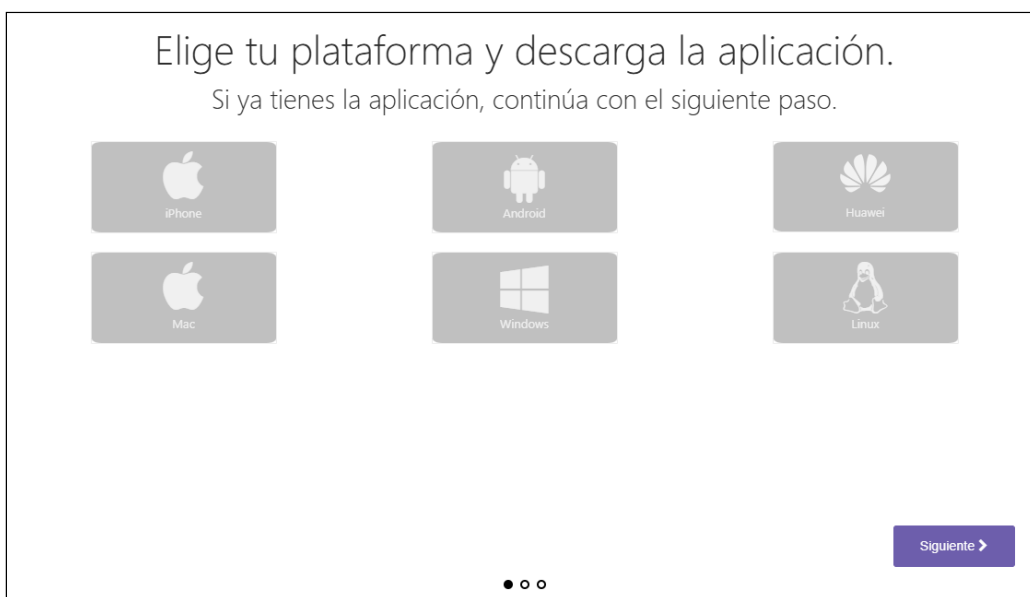 Elige tu plataforma y descarga la aplicación.
Si ya tienes la aplicación, continúa con el siguiente paso.
iPhone
Android
Huawei
Mac
Windows
Linux
Siguiente